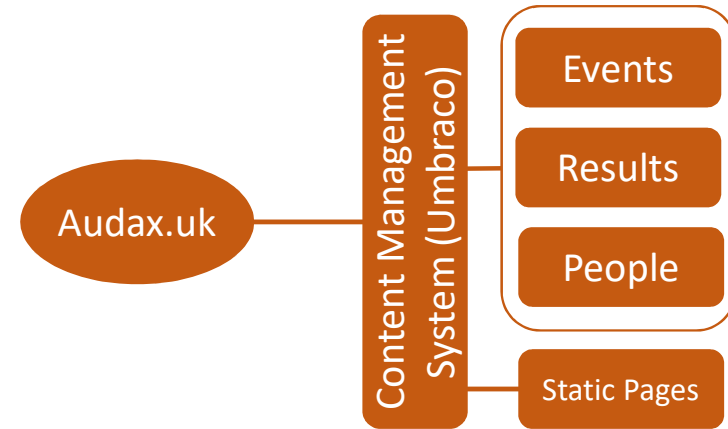 Audax.uk
Content Management
System (Umbraco)
Events
Results
People
Static Pages